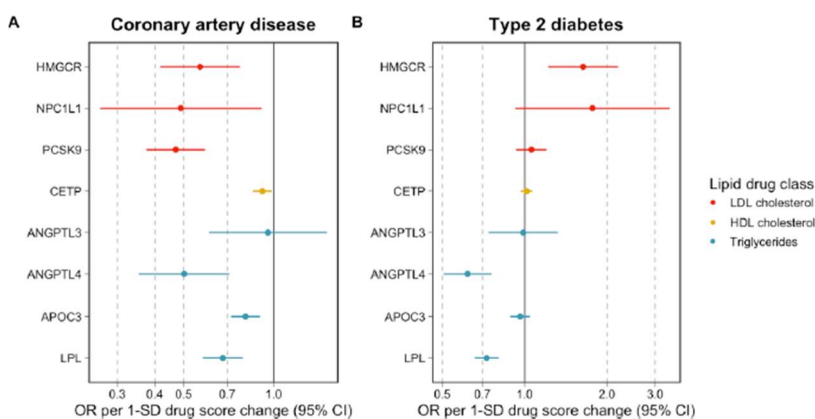 A
Coronary artery disease
HMGCR
NPC1L1
PCSK9
CETP
ANGPTL3
ANGPTL4
APOC3
LPL
0.3 0.4 0.5 0.7 1.0
OR per 1-SD drug score change (95% CI)
B
Type 2 diabetes
HMGCR
NPC1L1
PCSK9
CETP
ANGPTL3
ANGPTL4
APOC3
LPL
0.5 0.7 1.0 2.0 3.0
OR per 1-SD drug score change (95% CI)
Lipid drug class
LDL cholesterol
HDL cholesterol
Triglycerides